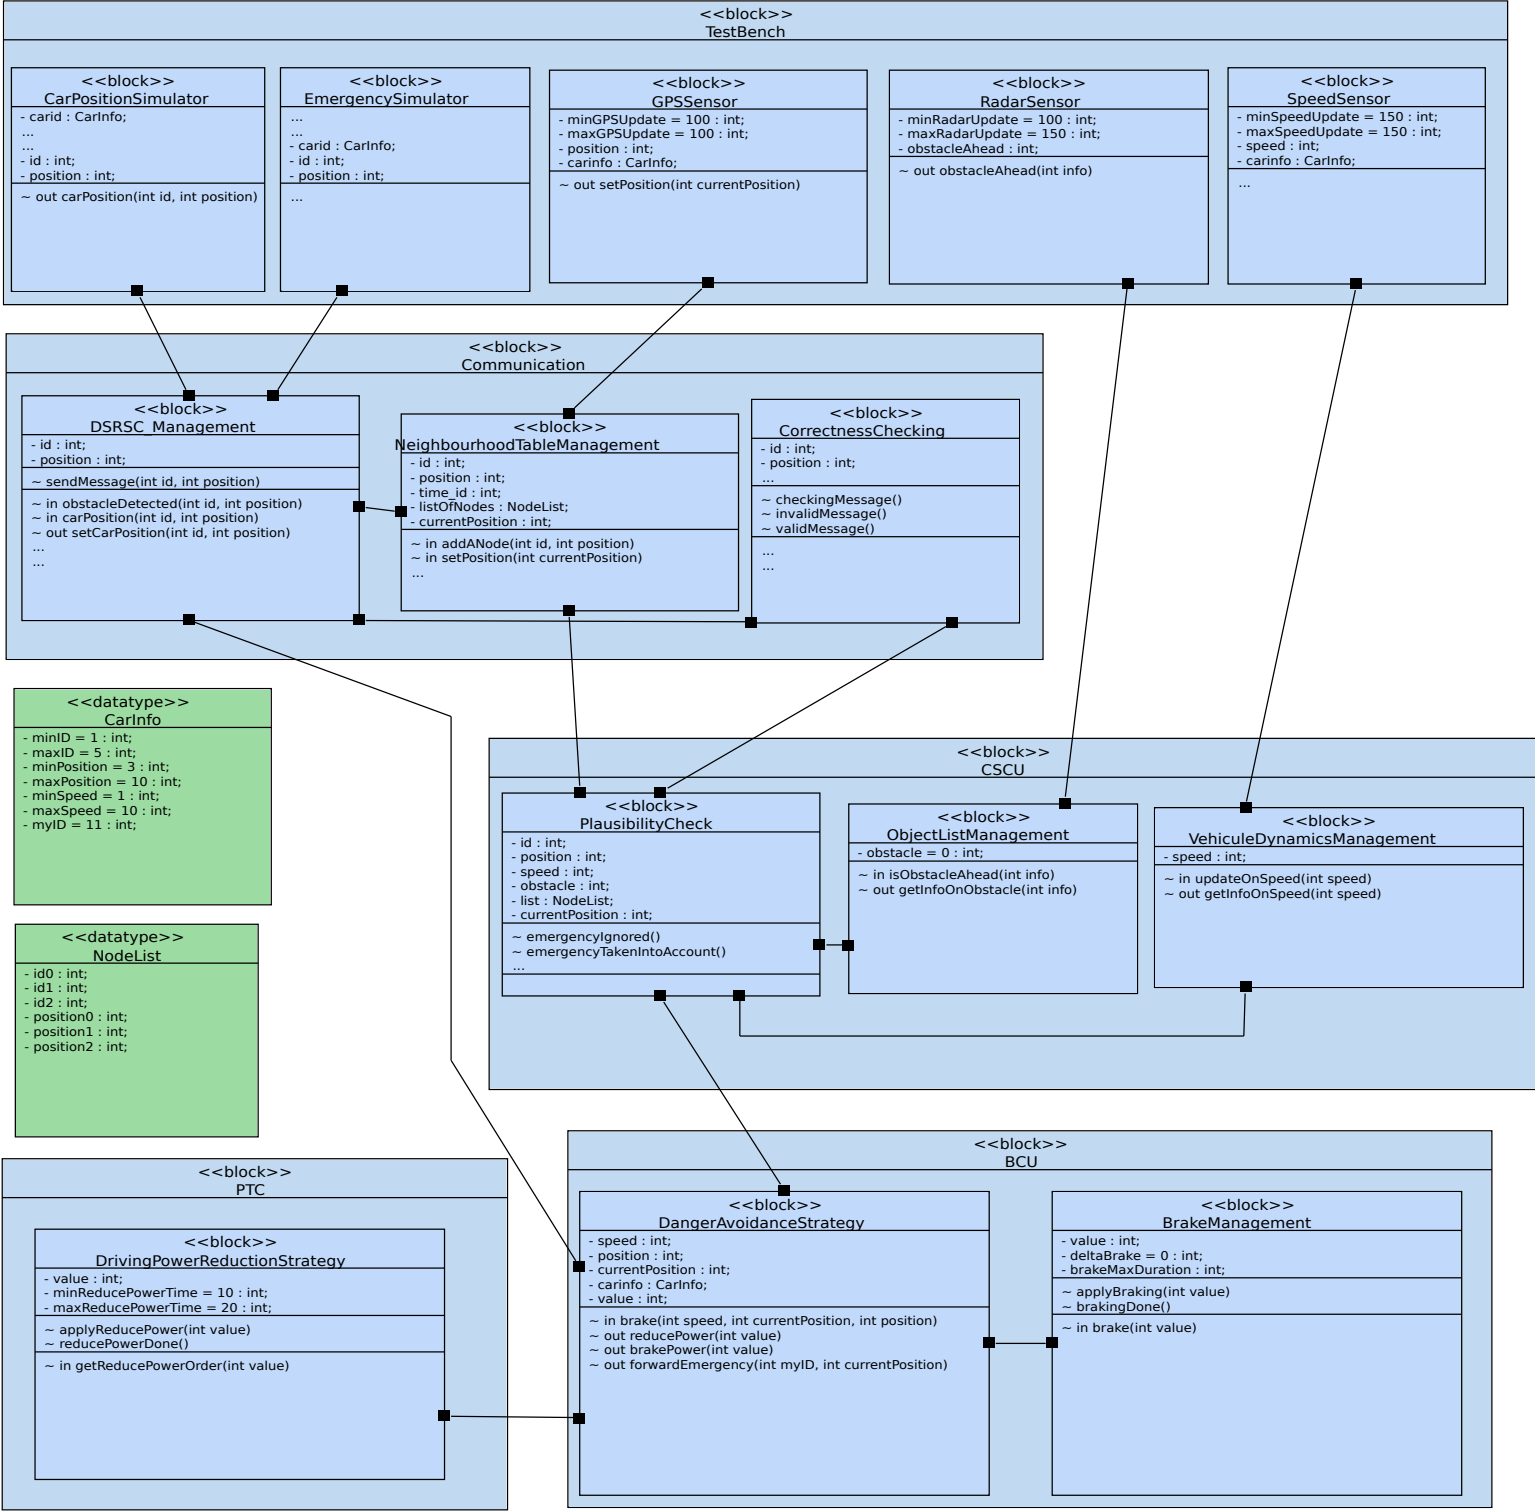 <<block>>
TestBench
<<block>>
CarPositionSimulator
- carid : CarInfo;
...
...
- id : int;
- position : int;
~ out carPosition(int id, int position)
<<block>>
EmergencySimulator
...
...
- carid : CarInfo;
- id : int;
- position : int;
...
<<block>>
GPSSensor
- minGPSUpdate = 100 : int;
- maxGPSUpdate = 100 : int;
- position : int;
- carinfo : CarInfo;
~ out setPosition(int currentPosition)
<<block>>
RadarSensor
- minRadarUpdate = 100 : int;
- maxRadarUpdate = 150 : int;
- obstacleAhead : int;
~ out obstacleAhead(int info)
<<block>>
SpeedSensor
- minSpeedUpdate = 150 : int;
- maxSpeedUpdate = 150 : int;
- speed : int;
- carinfo : CarInfo;
...
<<block>>
Communication
<<block>>
DSRSC_Management
- id : int;
- position : int;
~ sendMessage(int id, int position)
~ in obstacleDetected(int id, int position)
~ in carPosition(int id, int position)
~ out setCarPosition(int id, int position)
...
...
<<block>>
NeighbourhoodTableManagement
- id : int;
- position : int;
- time_id : int;
- listOfNodes : NodeList;
- currentPosition : int;
~ in addANode(int id, int position)
~ in setPosition(int currentPosition)
...
<<block>>
CorrectnessChecking
- id : int;
- position : int;
...
~ checkingMessage()
~ invalidMessage()
~ validMessage()
...
...
<<datatype>>
CarInfo
- minID = 1 : int;
- maxID = 5 : int;
- minPosition = 3 : int;
- maxPosition = 10 : int;
- minSpeed = 1 : int;
- maxSpeed = 10 : int;
- myID = 11 : int;
<<datatype>>
NodeList
- id0 : int;
- id1 : int;
- id2 : int;
- position0 : int;
- position1 : int;
- position2 : int;
<<block>>
CSCU
<<block>>
PlausibilityCheck
- id : int;
- position : int;
- speed : int;
- obstacle : int;
- list : NodeList;
- currentPosition : int;
~ emergencyIgnored()
~ emergencyTakenIntoAccount()
...
<<block>>
ObjectListManagement
- obstacle = 0 : int;
~ in isObstacleAhead(int info)
~ out getInfoOnObstacle(int info)
<<block>>
VehiculeDynamicsManagement
- speed : int;
~ in updateOnSpeed(int speed)
~ out getInfoOnSpeed(int speed)
<<block>>
PTC
<<block>>
DrivingPowerReductionStrategy
- value : int;
- minReducePowerTime = 10 : int;
- maxReducePowerTime = 20 : int;
~ applyReducePower(int value)
~ reducePowerDone()
~ in getReducePowerOrder(int value)
<<block>>
BCU
<<block>>
DangerAvoidanceStrategy
- speed : int;
- position : int;
- currentPosition : int;
- carinfo : CarInfo;
- value : int;
~ in brake(int speed, int currentPosition, int position)
~ out reducePower(int value)
~ out brakePower(int value)
~ out forwardEmergency(int myID, int currentPosition)
<<block>>
BrakeManagement
- value : int;
- deltaBrake = 0 : int;
- brakeMaxDuration : int;
~ applyBraking(int value)
~ brakingDone()
~ in brake(int value)